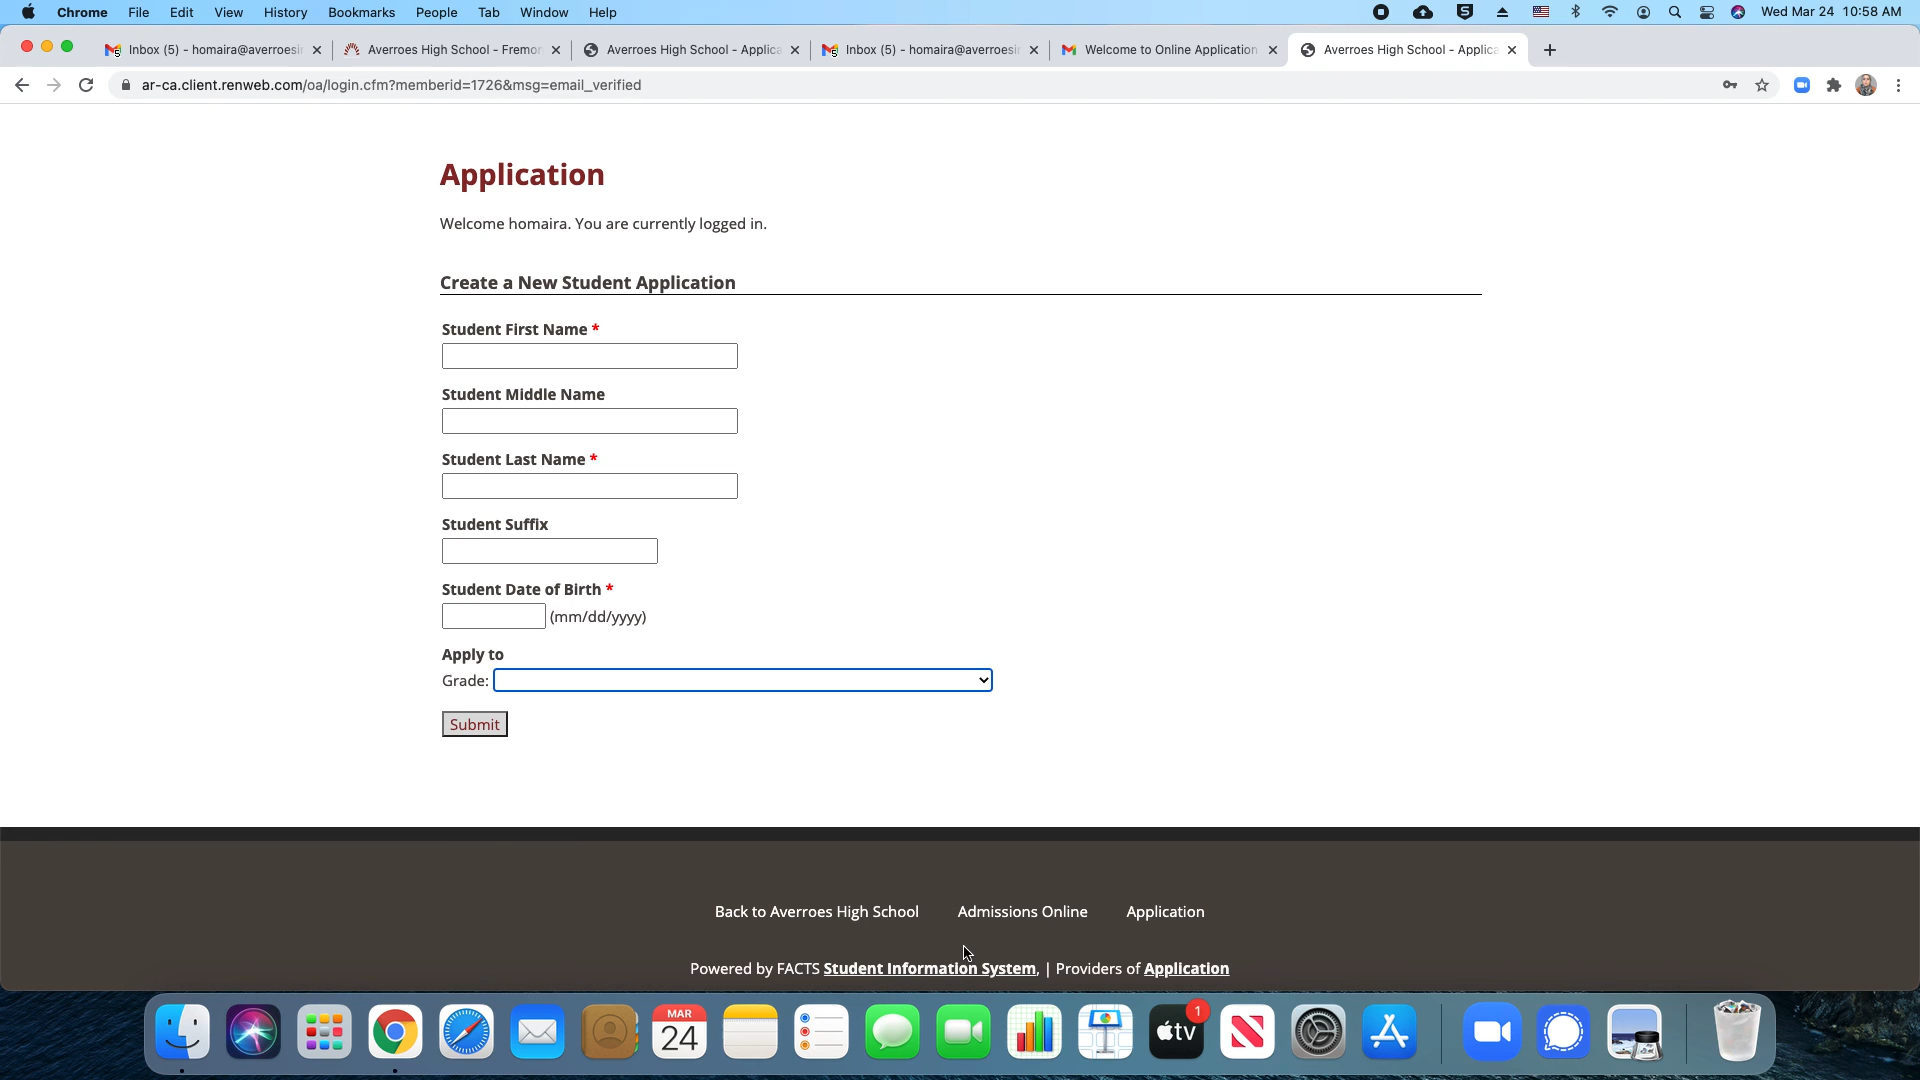 Chrome File Edit View History Bookmarks People Tab Window Help Wed Mar 24 10:58 AM
Inbox (5) - homaira@averroesin Averroes High School - Fremon Averroes High School - Applica Inbox (5) - homaira@averroesin Welcome to Online Application Averroes High School - Applica
ar-ca.client.renweb.com/oa/login.cfm?memberid=1726&msg=email_verified
Application
Welcome homaira. You are currently logged in.
Create a New Student Application
Student First Name *
Student Middle Name
Student Last Name *
Student Suffix
Student Date of Birth *
(mm/dd/yyyy)
Apply to
Grade:
Submit
Back to Averroes High School Admissions Online Application
Powered by FACTS Student Information System, | Providers of Application
MAR
24
tv
1